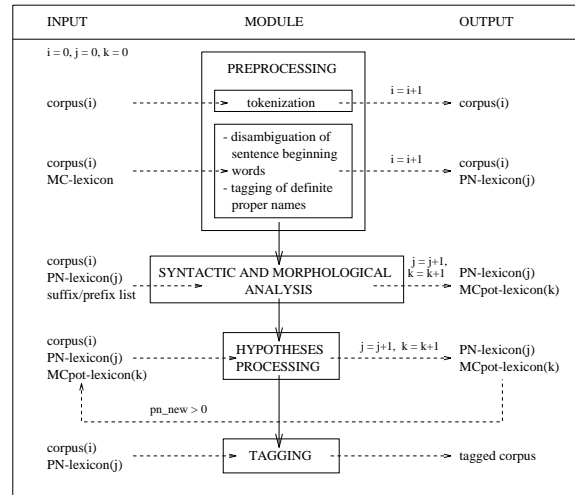 INPUT MODULE OUTPUT
i = 0, j = 0, k = 0
PREPROCESSING
corpus(i) tokenization i = i+1 corpus(i)
- disambiguation of
sentence beginning
words
- tagging of definite
proper names
corpus(i)
MC-lexicon
i = i+1
corpus(i)
PN-lexicon(j)
corpus(i)
PN-lexicon(j)
suffix/prefix list
SYNTACTIC AND MORPHOLOGICAL
ANALYSIS
j = j+1,
k = k+1
PN-lexicon(j)
MCpot-lexicon(k)
corpus(i)
PN-lexicon(j)
MCpot-lexicon(k)
HYPOTHESES
PROCESSING
j = j+1, k = k+1
PN-lexicon(j)
MCpot-lexicon(k)
pn_new > 0
corpus(i)
PN-lexicon(j)
TAGGING
tagged corpus